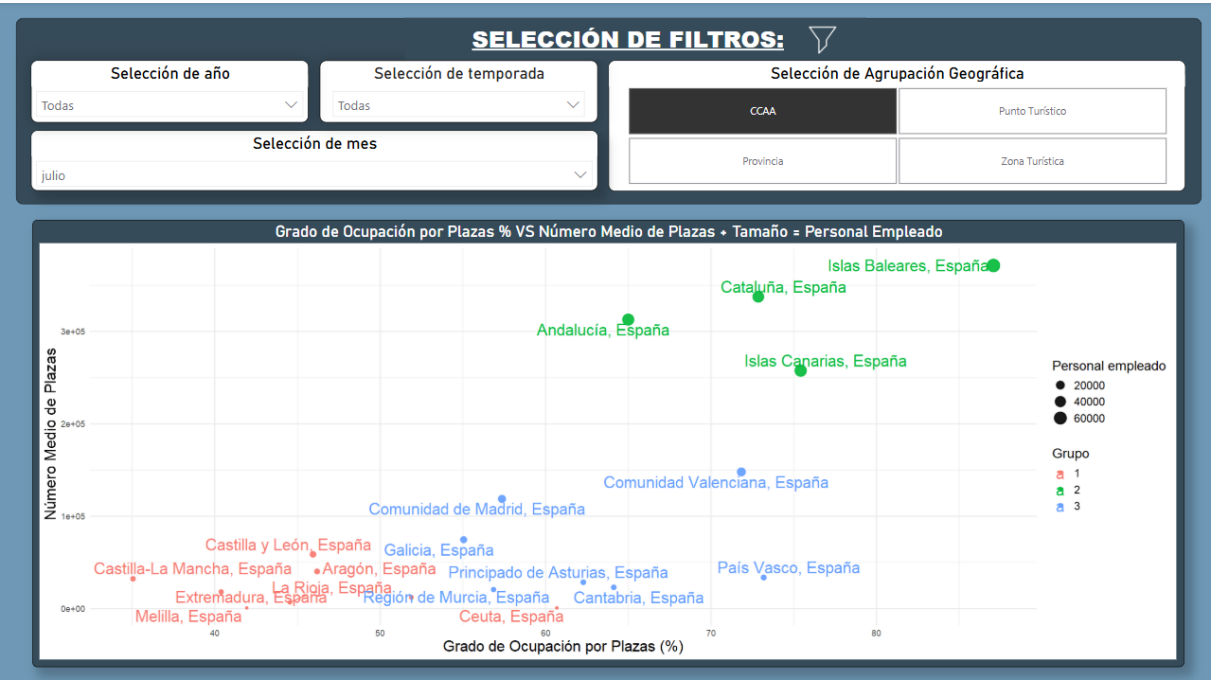 SELECCIÓN DE FILTROS:
Selección de año
Todas
Selección de temporada
Todas
Selección de mes
julio
Selección de Agrupación Geográfica
CCAA
Punto Turístico
Provincia
Zona Turística
Grado de Ocupación por Plazas % VS Número Medio de Plazas + Tamaño = Personal Empleado
Número Medio de Plazas
3e+05
2e+05
1e+05
0e+00
Islas Baleares, España
Cataluña, España
Andalucía, España
Islas Canarias, España
Comunidad Valenciana, España
Comunidad de Madrid, España
Castilla y León, España
Galicia, España
Castilla-La Mancha, España
Aragón, España
Principado de Asturias, España
País Vasco, España
La Rioja, España
Extremadura, España
Región de Murcia, España
Cantabria, España
Melilla, España
Ceuta, España
40
50
60
70
80
Grado de Ocupación por Plazas (%)
Personal empleado
20000
40000
60000
Grupo
a 1
a 2
a 3